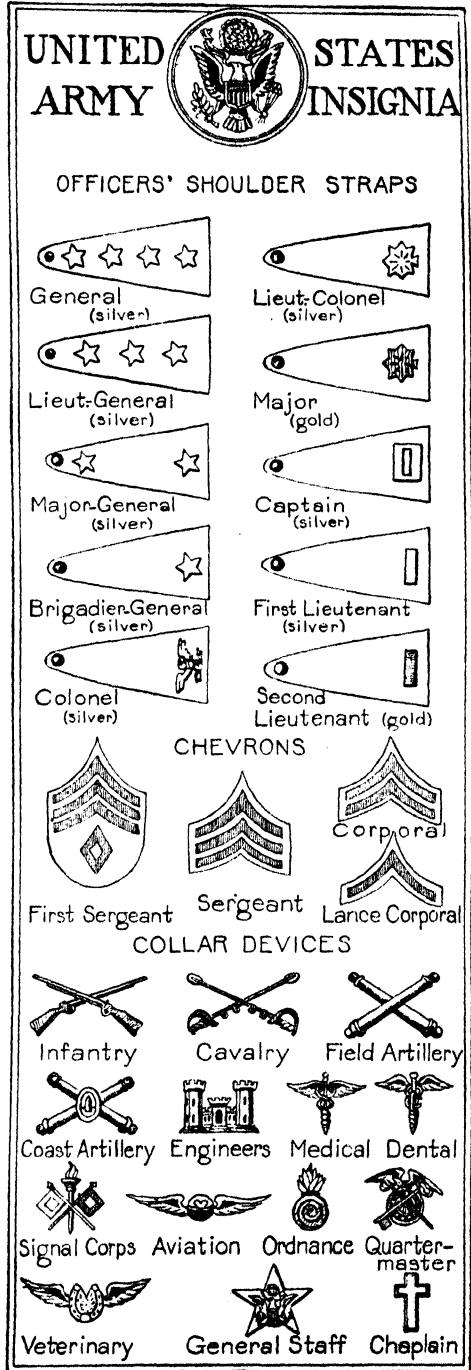 UNITED STATES
ARMY INSIGNIA
OFFICERS' SHOULDER STRAPS
General
(silver)
Lieut-Colonel
(silver)
Lieut-General
(silver)
Major
(gold)
Major-General
(silver)
Captain
(silver)
Brigadier-General
(silver)
First Lieutenant
(silver)
Colonel
(silver)
Second
Lieutenant (gold)
CHEVRONS
First Sergeant
Sergeant
Corporal
Lance Corporal
COLLAR DEVICES
Infantry Cavalry Field Artillery
Coast Artillery Engineers Medical Dental
Signal Corps Aviation Ordnance Quarter-
master
Veterinary General Staff Chaplain